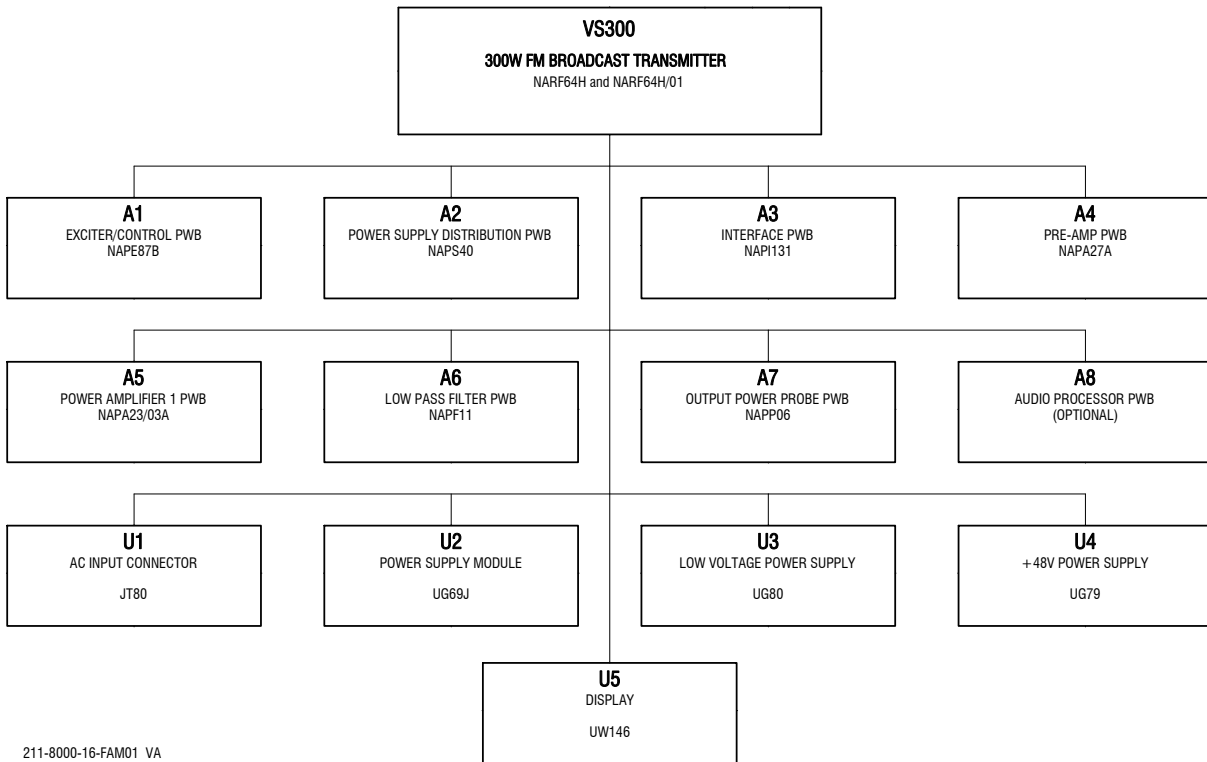 VS300
300W FM BROADCAST TRANSMITTER
NARF64H and NARF64H/01
A1
EXCITER/CONTROL PWB
NAPE87B
A2
POWER SUPPLY DISTRIBUTION PWB
NAPS40
A3
INTERFACE PWB
NAPI131
A4
PRE-AMP PWB
NAPA27A
A5
POWER AMPLIFIER 1 PWB
NAPA23/03A
A6
LOW PASS FILTER PWB
NAPF11
A7
OUTPUT POWER PROBE PWB
NAPP06
A8
AUDIO PROCESSOR PWB
(OPTIONAL)
U1
AC INPUT CONNECTOR
JT80
U2
POWER SUPPLY MODULE
UG69J
U3
LOW VOLTAGE POWER SUPPLY
UG80
U4
+48V POWER SUPPLY
UG79
U5
DISPLAY
UW146
211-8000-16-FAM01 VA